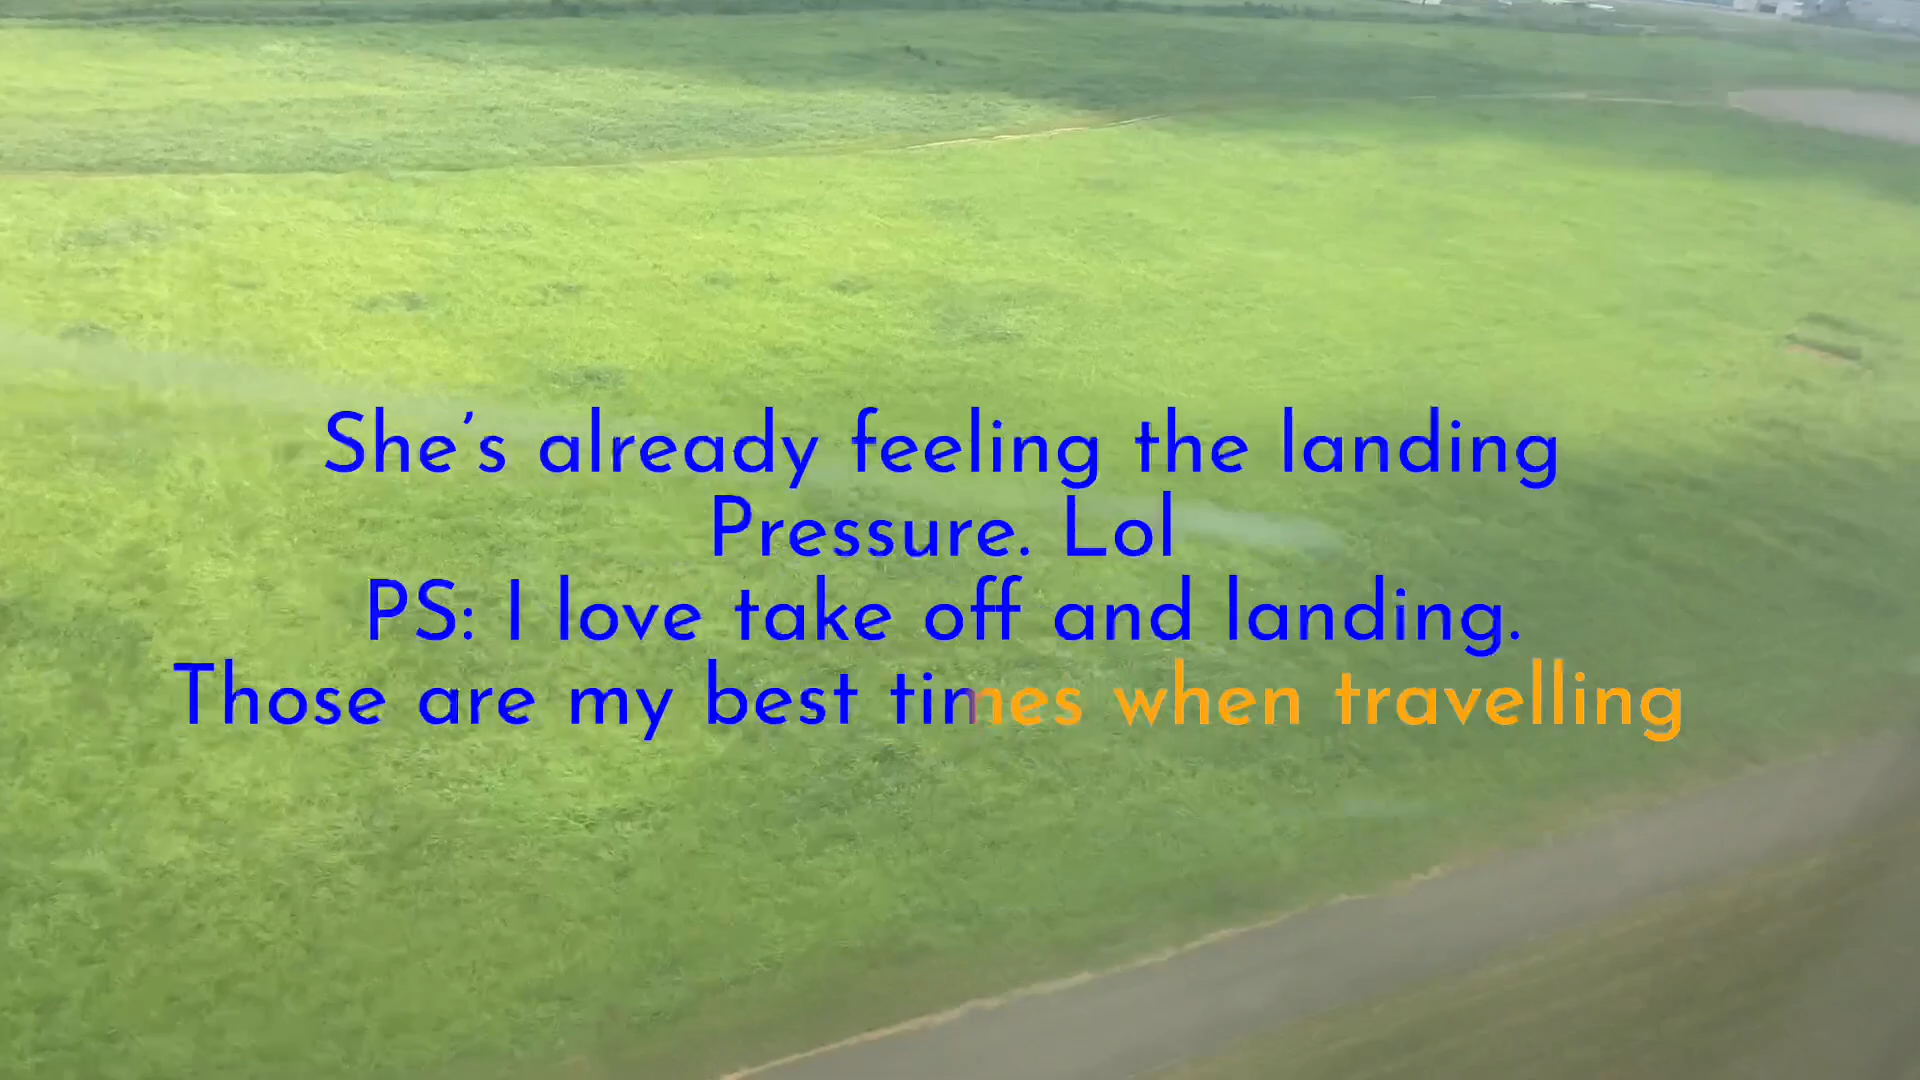 She's already feeling the landing
Pressure. Lol
PS: I love take off and landing.
Those are my best times when travelling